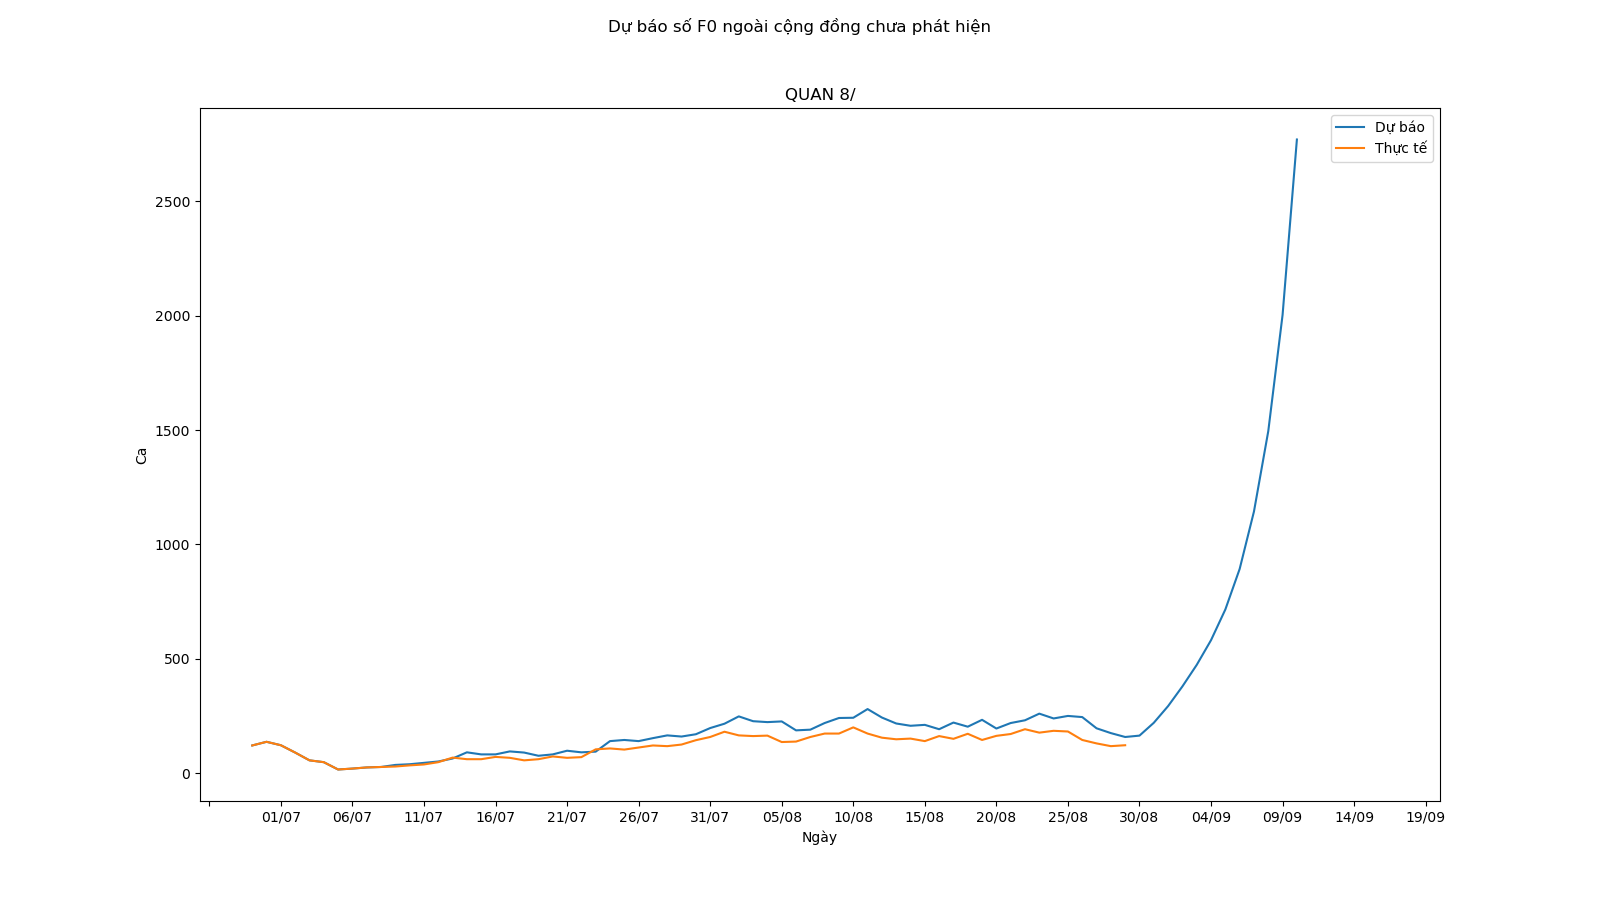 Dự báo số F0 ngoài cộng đồng chưa phát hiện
QUAN 8/
Dự báo
Thực tế
2500
2000
1500
1000
500
0
Ca
01/07 06/07 11/07 16/07 21/07 26/07 31/07 05/08 10/08 15/08 20/08 25/08 30/08 04/09 09/09 14/09 19/09
Ngày